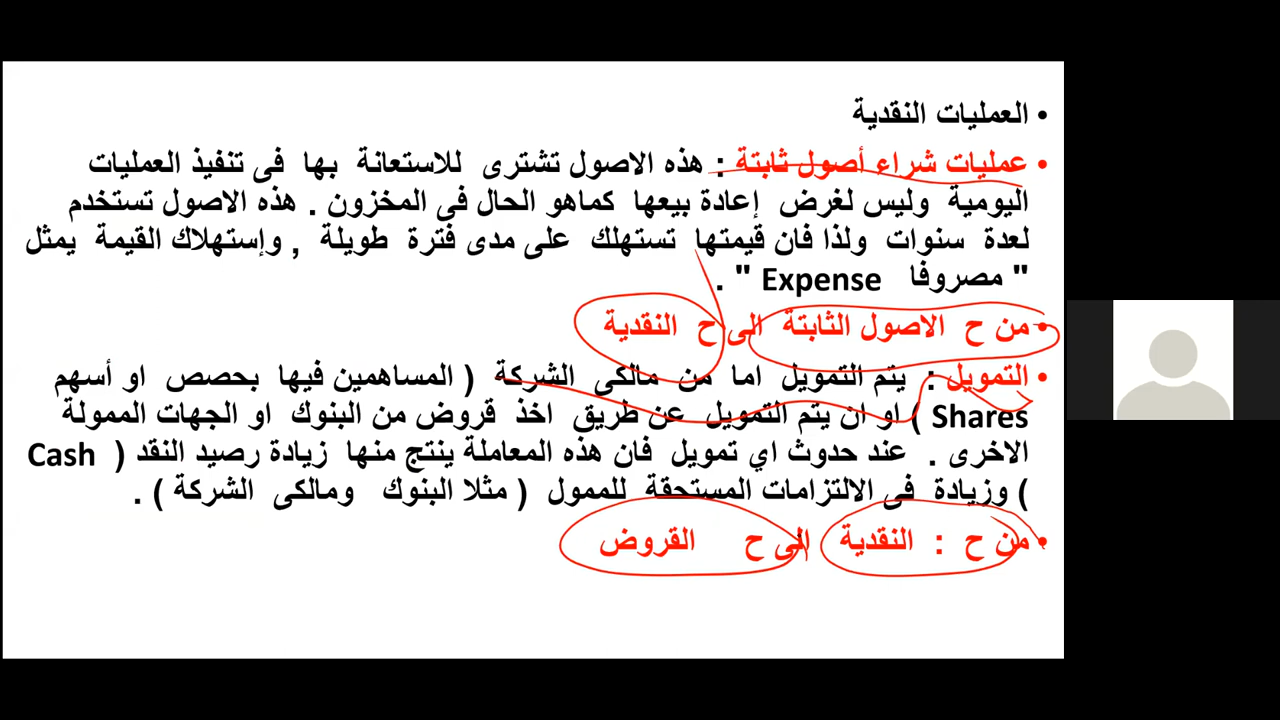 • العمليات النقدية
• عمليات شراء أصول ثابتة : هذه الاصول تشترى للاستعانة بها فى تنفيذ العمليات
اليومية وليس لغرض إعادة بيعها كماهو الحال فى المخزون . هذه الاصول تستخدم
لعدة سنوات ولذا فان قيمتها تستهلك على مدى فترة طويلة , وإستهلاك القيمة يمثل
" مصروفا Expense " .
• من ح الاصول الثابتة الى ح النقدية
• التمويل : يتم التمويل اما من مالكى الشركة ( المساهمين فيها بحصص او أسهم
Shares ) او ان يتم التمويل عن طريق اخذ قروض من البنوك او الجهات الممولة
الاخرى . عند حدوث اي تمويل فان هذه المعاملة ينتج منها زيادة رصيد النقد ( Cash
) وزيادة فى الالتزامات المستحقة للممول ( مثلا البنوك ومالكى الشركة ) .
• من ح : النقدية الى ح القروض